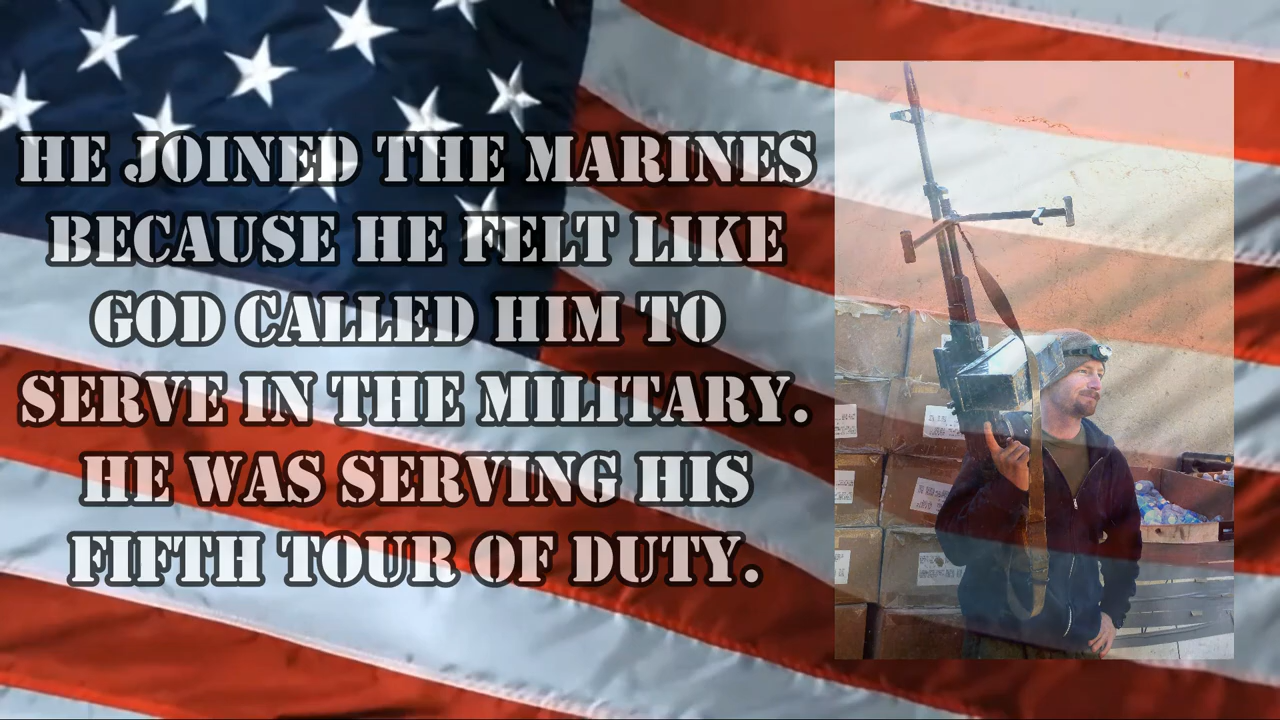 HE JOINED THE MARINES
BECAUSE HE FELT LIKE
GOD CALLED HIM TO
SERVE IN THE MILITARY.
HE WAS SERVING HIS
FIFTH TOUR OF DUTY.